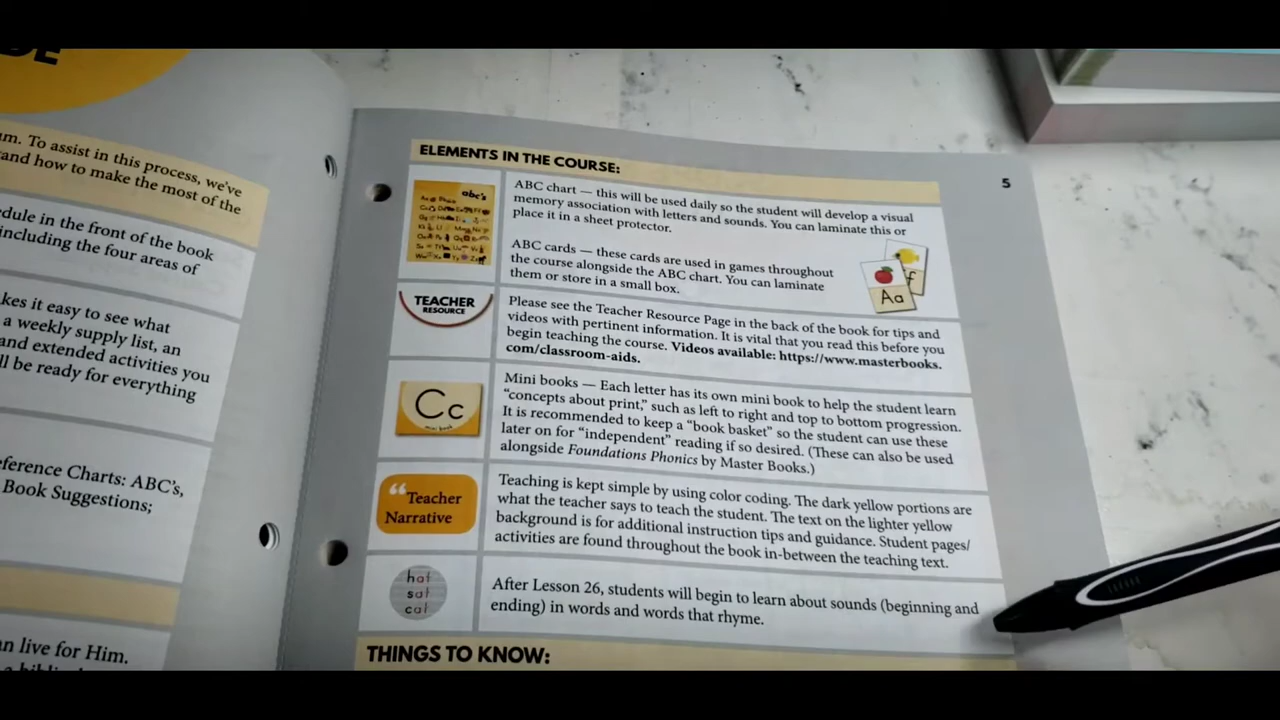 DE
m. To assist in this process, we've
and how to make the most of the
edule in the front of the book
including the four areas of
kes it easy to see what
a weekly supply list, an
and extended activities you
ll be ready for everything
eference Charts: ABC's,
Book Suggestions;
n live for Him.
5
ELEMENTS IN THE COURSE:
abc's
ABC chart — this will be used daily so the student will develop a visual
memory association with letters and sounds. You can laminate this or
place it in a sheet protector.
ABC cards — these cards are used in games throughout
the course alongside the ABC chart. You can laminate
them or store in a small box.
f
Aa
TEACHER
RESOURCE
Please see the Teacher Resource Page in the back of the book for tips and
videos with pertinent information. It is vital that you read this before you
begin teaching the course. Videos available: https://www.masterbooks.
com/classroom-aids.
Cc
mini book
Mini books — Each letter has its own mini book to help the student learn
“concepts about print,” such as left to right and top to bottom progression.
It is recommended to keep a “book basket” so the student can use these
later on for “independent” reading if so desired. (These can also be used
alongside Foundations Phonics by Master Books.)
“Teacher
Narrative
Teaching is kept simple by using color coding. The dark yellow portions are
what the teacher says to teach the student. The text on the lighter yellow
background is for additional instruction tips and guidance. Student pages/
activities are found throughout the book in-between the teaching text.
hat
sat
cat
After Lesson 26, students will begin to learn about sounds (beginning and
ending) in words and words that rhyme.
THINGS TO KNOW: